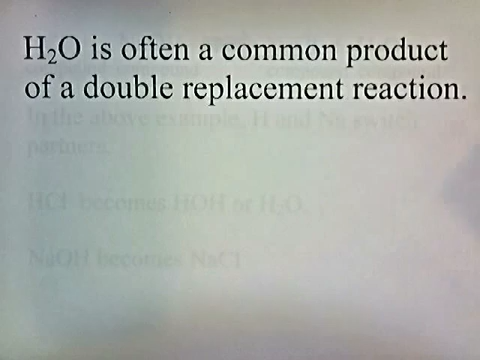 H₂O is often a common product
of a double replacement reaction.
In the above example, H and Na switch
partners.
HCl becomes HOH or H₂O.
NaOH becomes NaCl